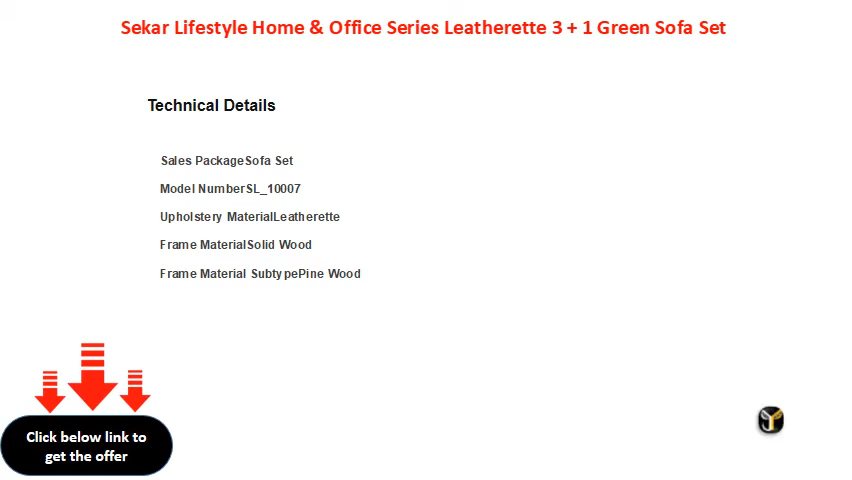 Sekar Lifestyle Home & Office Series Leatherette 3 + 1 Green Sofa Set
Technical Details
Sales PackageSofa Set
Model NumberSL_10007
Upholstery MaterialLeatherette
Frame MaterialSolid Wood
Frame Material SubtypePine Wood
Click below link to
get the offer